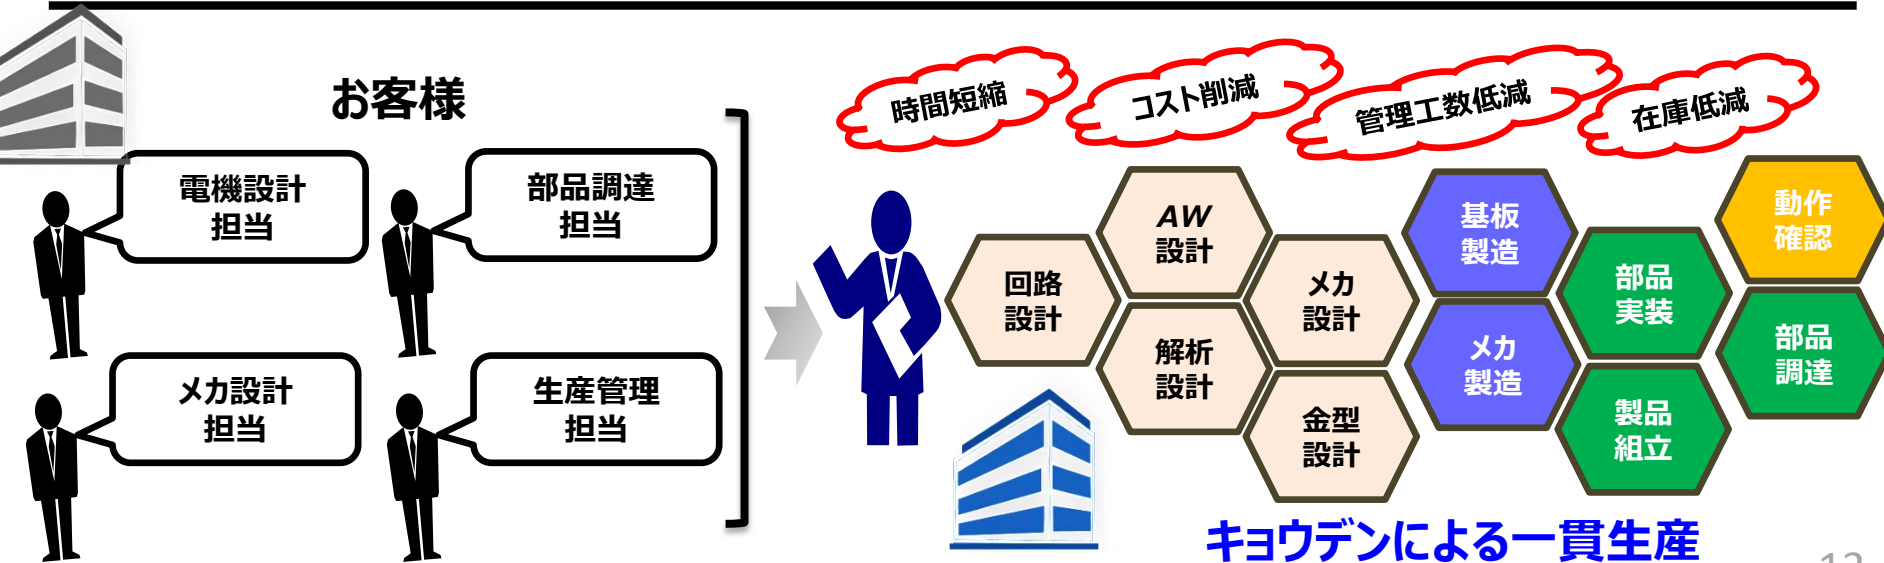 お客様
電機設計
担当
部品調達
担当
メカ設計
担当
生産管理
担当
時間短縮
コスト削減
管理工数低減
在庫低減
回路
設計
AW
設計
解析
設計
メカ
設計
金型
設計
基板
製造
メカ
製造
部品
実装
製品
組立
動作
確認
部品
調達
キョウデンによる一貫生産